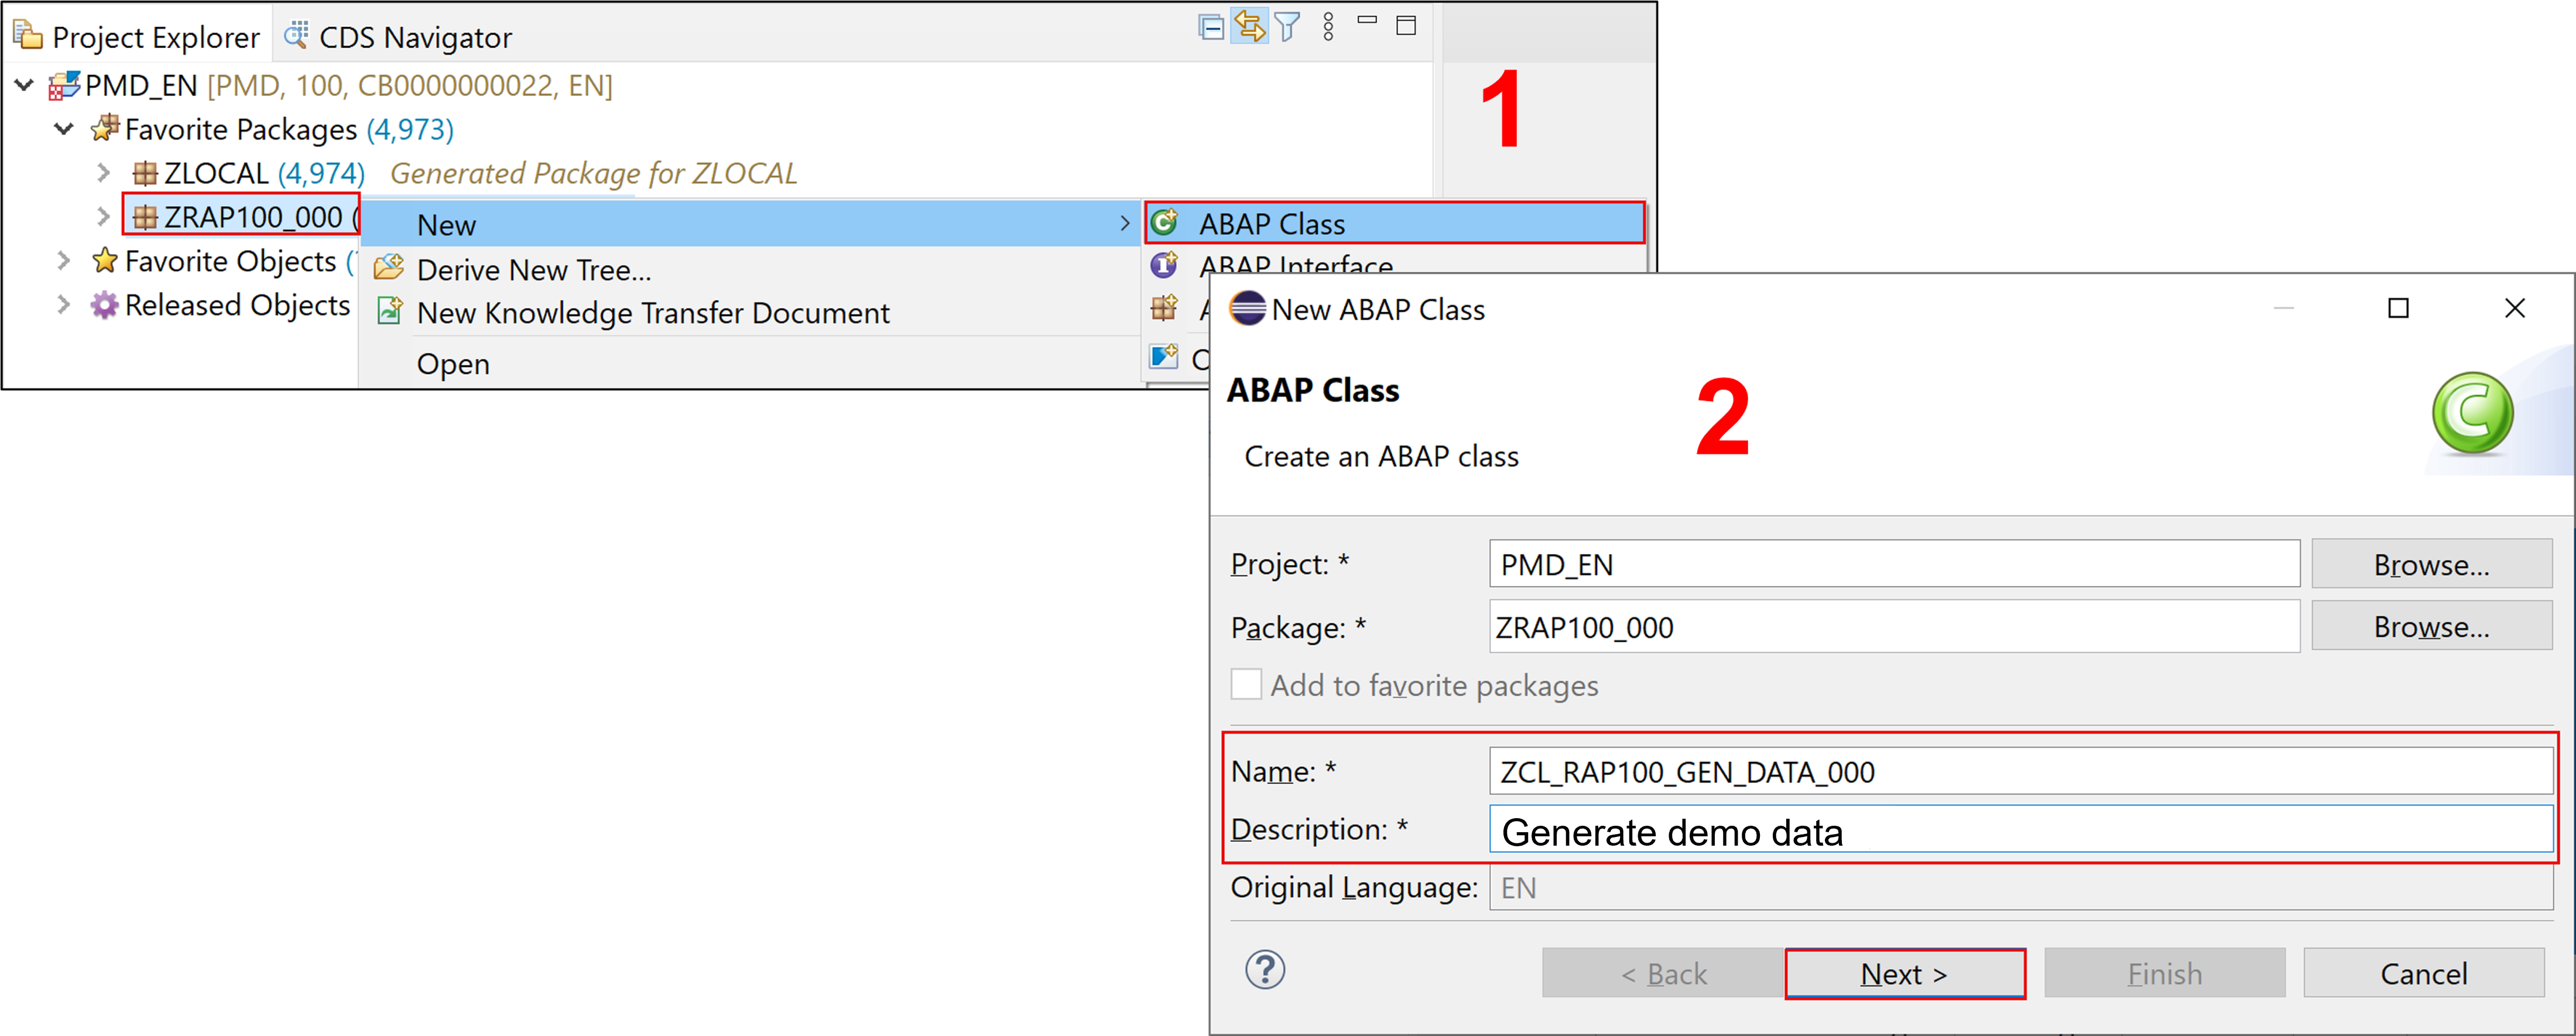 Project Explorer CDS Navigator
PMD_EN [PMD, 100, CB0000000022, EN]
1
Favorite Packages (4,973)
ZLOCAL (4,974) Generated Package for ZLOCAL
ZRAP100_000 (
New
ABAP Class
Favorite Objects (
Derive New Tree...
ABAP Interface
Released Objects
New Knowledge Transfer Document
Open
New ABAP Class
ABAP Class
2
Create an ABAP class
Project: * PMD_EN Browse...
Package: * ZRAP100_000 Browse...
Add to favorite packages
Name: * ZCL_RAP100_GEN_DATA_000
Description: * Generate demo data
Original Language: EN
? < Back Next > Finish Cancel